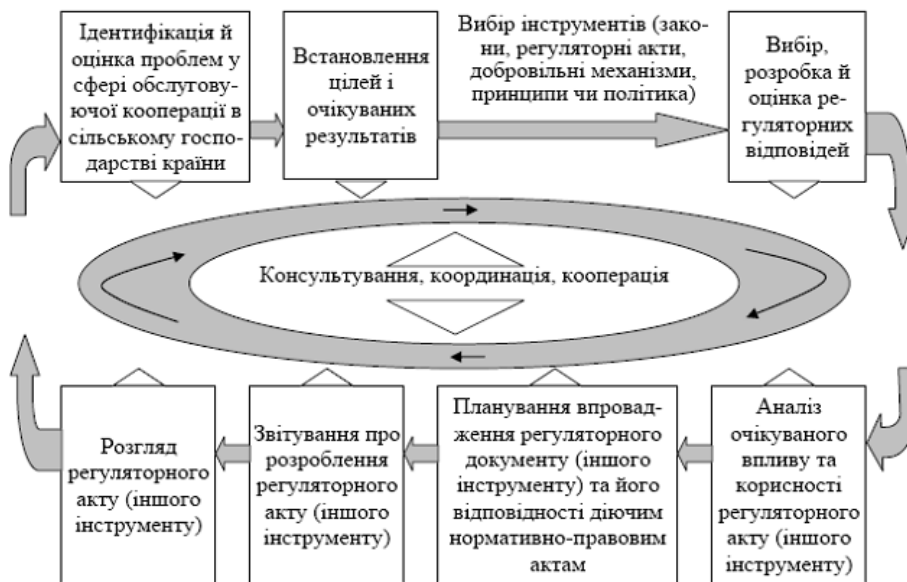 Ідентифікація й
оцінка проблем у
сфері обслугову-
ючої кооперації в
сільському госпо-
дарстві країни
Встановлення
цілей і
очікуваних
результатів
Вибір інструментів (зако-
ни, регуляторні акти,
добровільні механізми,
принципи чи політика)
Вибір,
розробка й
оцінка ре-
гуляторних
відповідей
Консультування, координація, кооперація
Розгляд
регуляторного
акту (іншого
інструменту)
Звітування про
розроблення
регуляторного
акту (іншого
інструменту)
Планування впровад-
ження регуляторного
документу (іншого
інструменту) та його
відповідності діючим
нормативно-правовим
актам
Аналіз
очікуваного
впливу та
корисності
регуляторного
акту (іншого
інструменту)